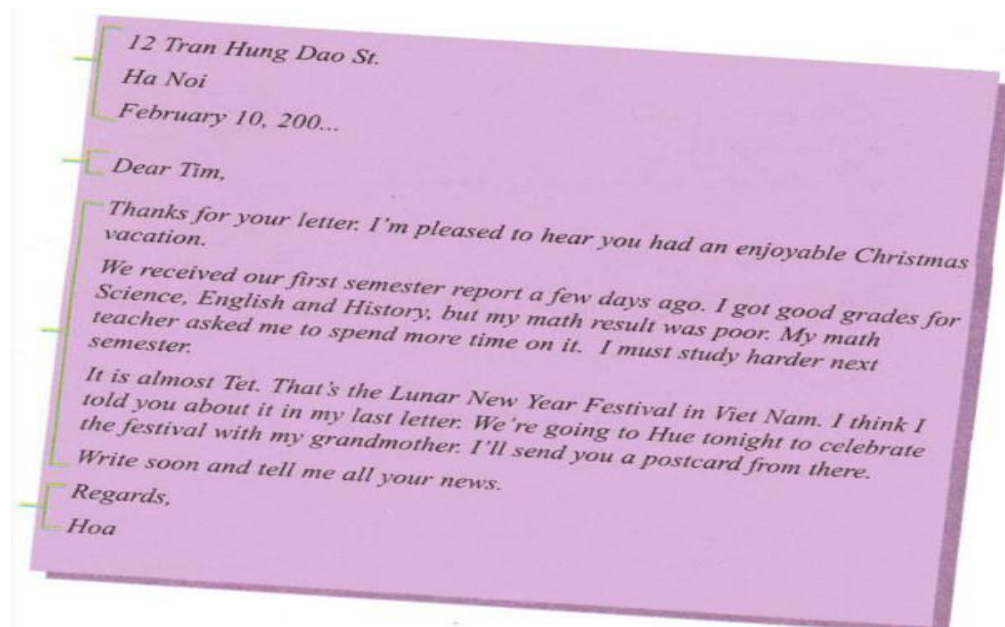 12 Tran Hung Dao St.
Ha Noi
February 10, 200...
Dear Tim,
Thanks for your letter. I'm pleased to hear you had an enjoyable Christmas
vacation.
We received our first semester report a few days ago. I got good grades for
Science, English and History, but my math result was poor. My math
teacher asked me to spend more time on it. I must study harder next
semester.
It is almost Tet. That's the Lunar New Year Festival in Viet Nam. I think I
told you about it in my last letter. We're going to Hue tonight to celebrate
the festival with my grandmother. I'll send you a postcard from there.
Write soon and tell me all your news.
Regards,
Hoa